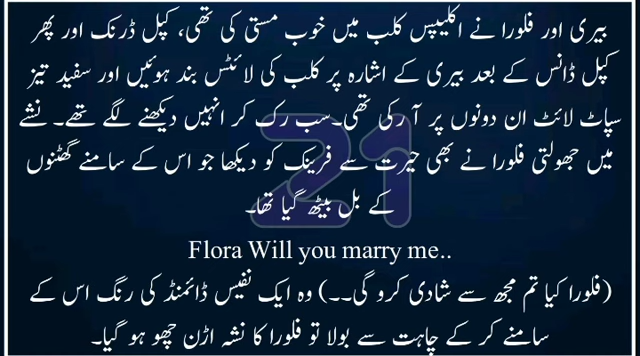 بیری اور فلورا نے اکلیپس کلب میں خوب مستی کی تھی، کپل ڈرنک اور پھر
کپل ڈانس کے بعد بیری کے اشارہ پر کلب کی لائٹس بند ہوئیں اور سفید تیز
سپاٹ لائٹ ان دونوں پر آ رکی تھی۔سب رک کر انہیں دیکھنے لگے تھے۔ نشے
میں جھولتی فلورا نے بھی حیرت سے فرینک کو دیکھا جو اس کے سامنے گھٹنوں
کے بل بیٹھ گیا تھا۔
21
Flora Will you marry me..
(فلورا کیا تم مجھ سے شادی کرو گی۔۔) وہ ایک نفیس ڈائمنڈ کی رنگ اس کے
سامنے کر کے چاہت سے بولا تو فلورا کا نشہ اڑن چھو ہو گیا۔